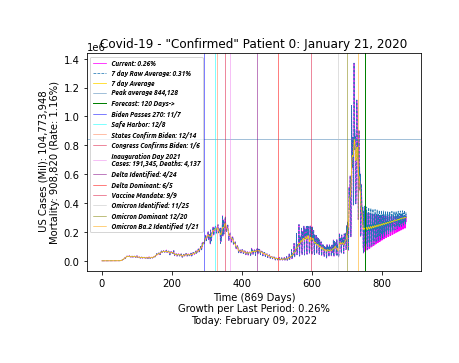 Covid-19 - "Confirmed" Patient 0: January 21, 2020
1e6
Current: 0.26%
7 day Raw Average: 0.31%
7 day Average
Peak average 844,128
Forecast: 120 Days->
Biden Passes 270: 11/7
Safe Harbor: 12/8
States Confirm Biden: 12/14
Congress Confirms Biden: 1/6
Inauguration Day 2021
Cases: 191,345, Deaths: 4,137
Delta Identified: 4/24
Delta Dominant: 6/5
Vaccine Mandate: 9/9
Omicron Identified: 11/25
Omicron Dominant 12/20
Omicron Ba.2 Identified 1/21
US Cases (Mill): 104,773,948
Mortality: 908,820 (Rate: 1.16%)
1.4
1.2
1.0
0.8
0.6
0.4
0.2
0.0
0 200 400 600 800
Time (869 Days)
Growth per Last Period: 0.26%
Today: February 09, 2022